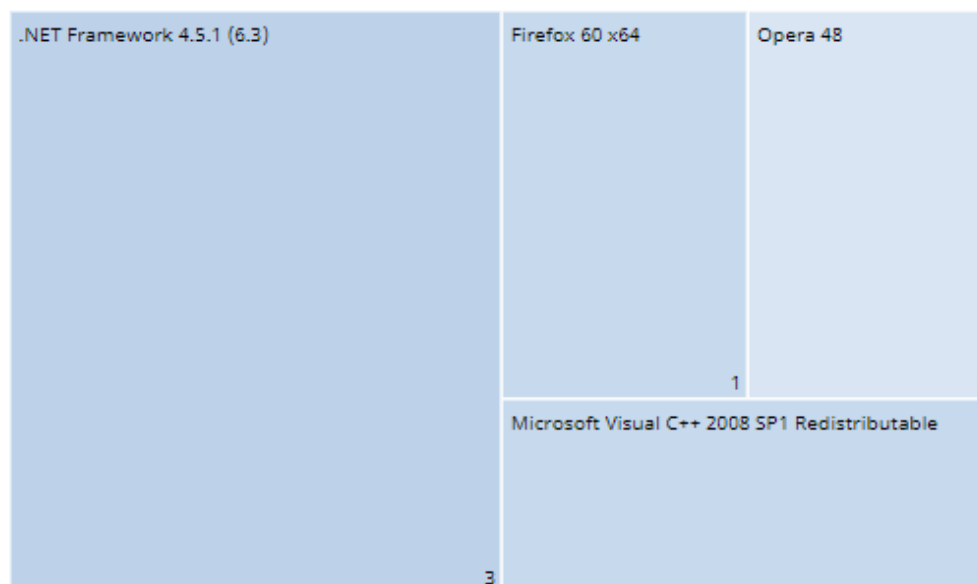 .NET Framework 4.5.1 (6.3)
3
Firefox 60 x64
1
Opera 48
Microsoft Visual C++ 2008 SP1 Redistributable